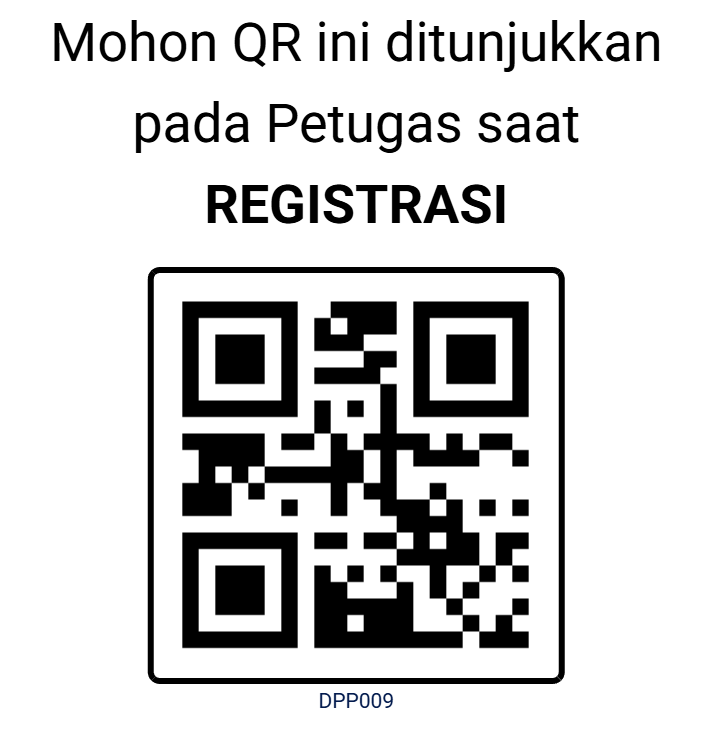 Mohon QR ini ditunjukkan
pada Petugas saat
REGISTRASI
DPP009